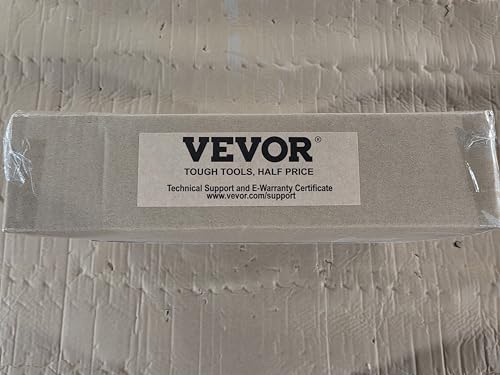 VEVOR®
TOUGH TOOLS, HALF PRICE
Technical Support and E-Warranty Certificate
www.vevor.com/support